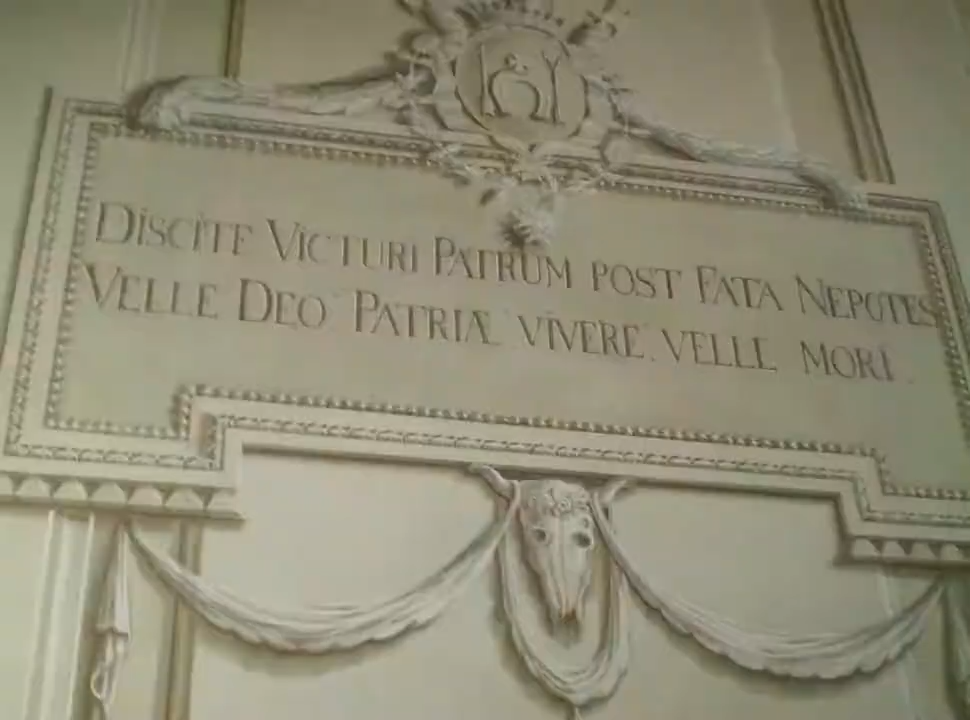 DISCITE VICTURI PATRUM POST FATA NEPOTES
VELLE DEO PATRIÆ VIVERE VELLE MORI.